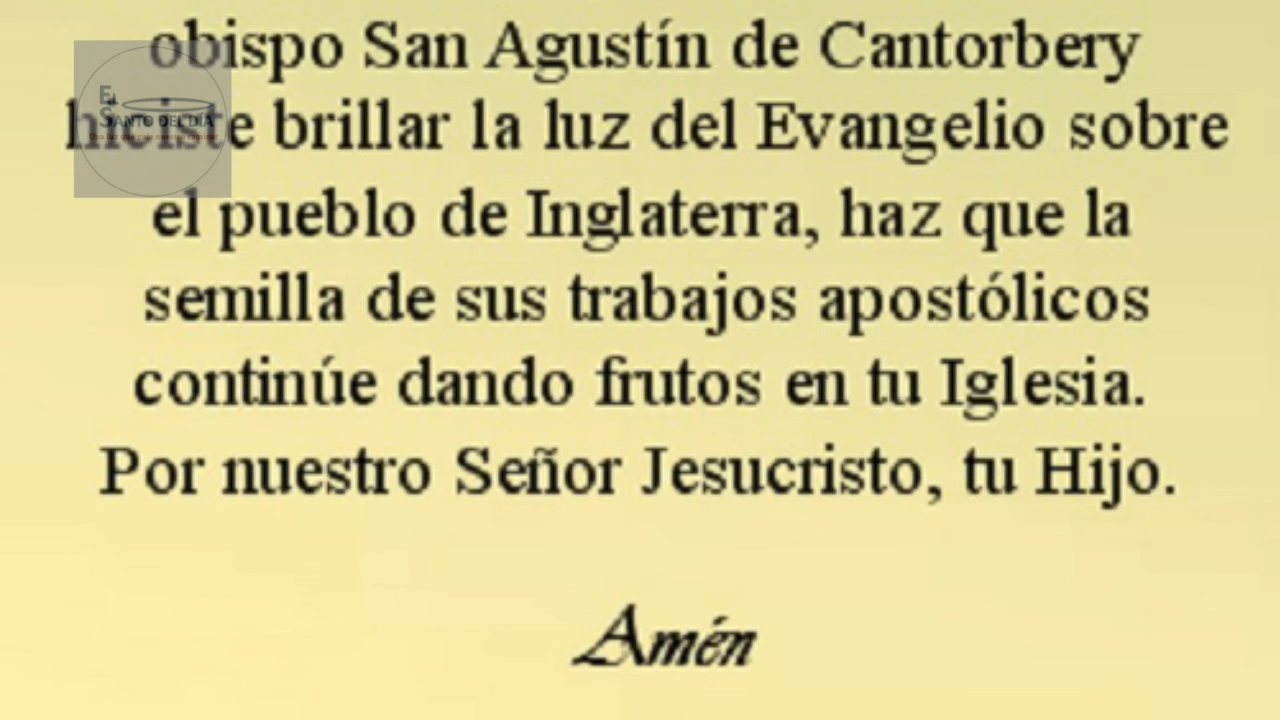 obispo San Agustín de Cantorbery
hiciste brillar la luz del Evangelio sobre
el pueblo de Inglaterra, haz que la
semilla de sus trabajos apostólicos
continúe dando frutos en tu Iglesia.
Por nuestro Señor Jesucristo, tu Hijo.
Amén
El
SANTO DEL DÍA